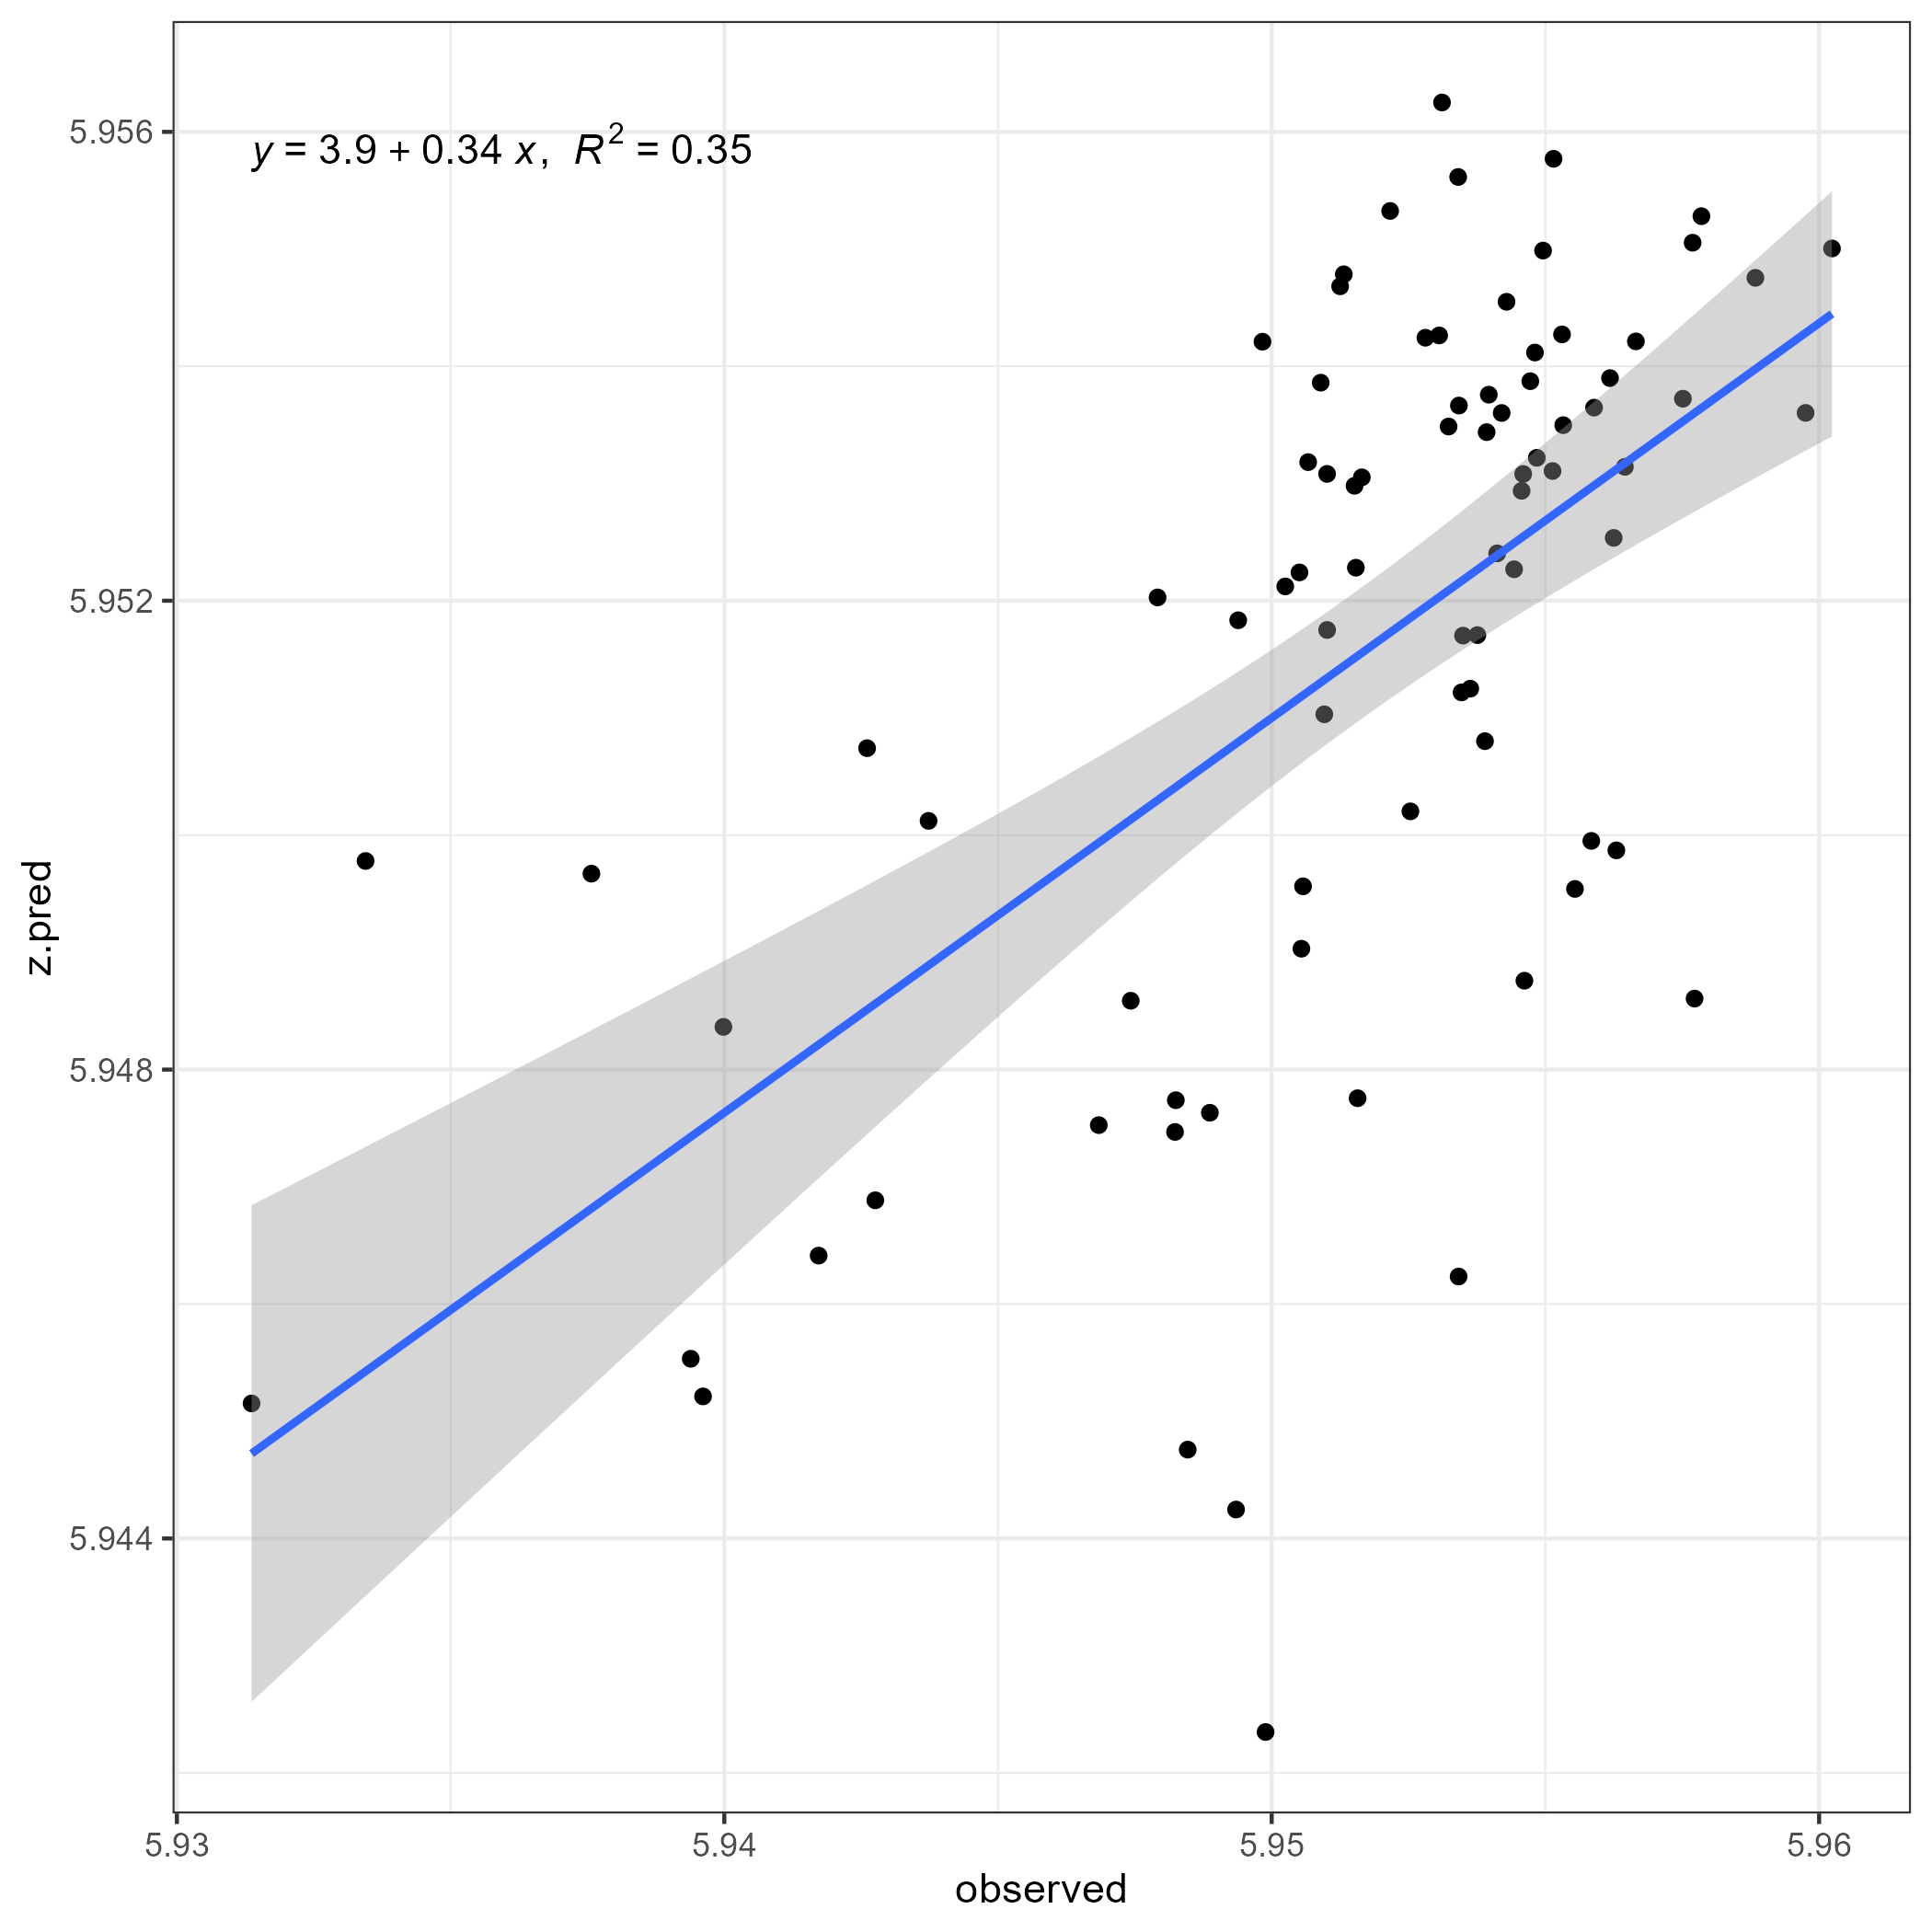 y = 3.9 + 0.34 x, R² = 0.35
5.956
5.952
5.948
5.944
z.pred
5.93 5.94 5.95 5.96
observed